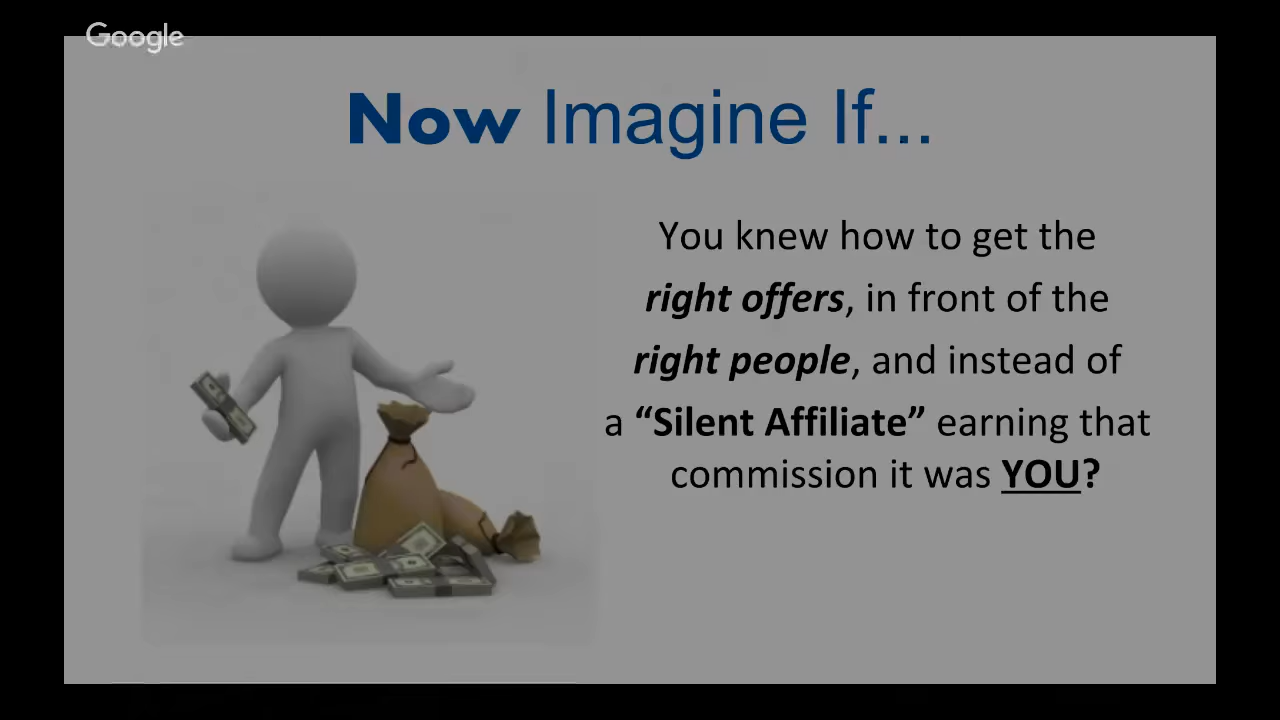 Google
Now Imagine If...
You knew how to get the
right offers, in front of the
right people, and instead of
a “Silent Affiliate” earning that
commission it was YOU?